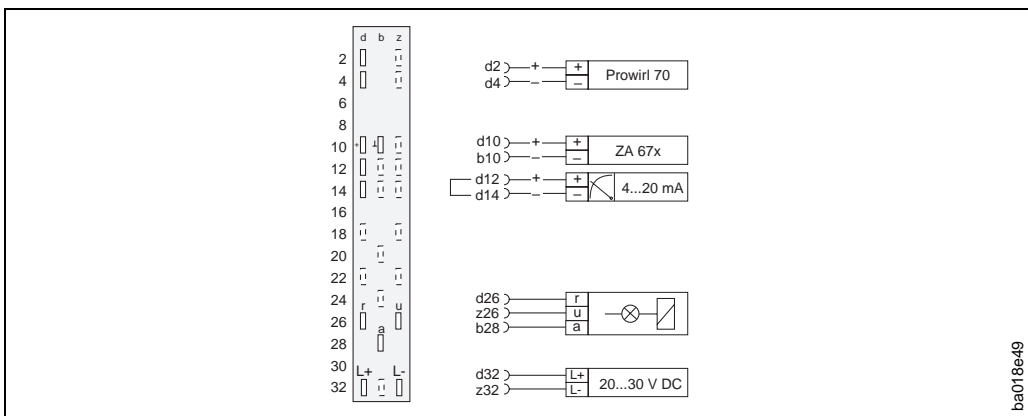 d b z
2
4
6
8
10 + ⊥
12
14
16
18
20
22
24
r u
26
a
28
30
L+ L-
32
d2 + + Prowirl 70
d4 – –
d10 + + ZA 67x
b10 – –
d12 + + 4...20 mA
d14 – –
d26 r
z26 u
b28 a
d32 L+ 20...30 V DC
z32 L-
ba018e49